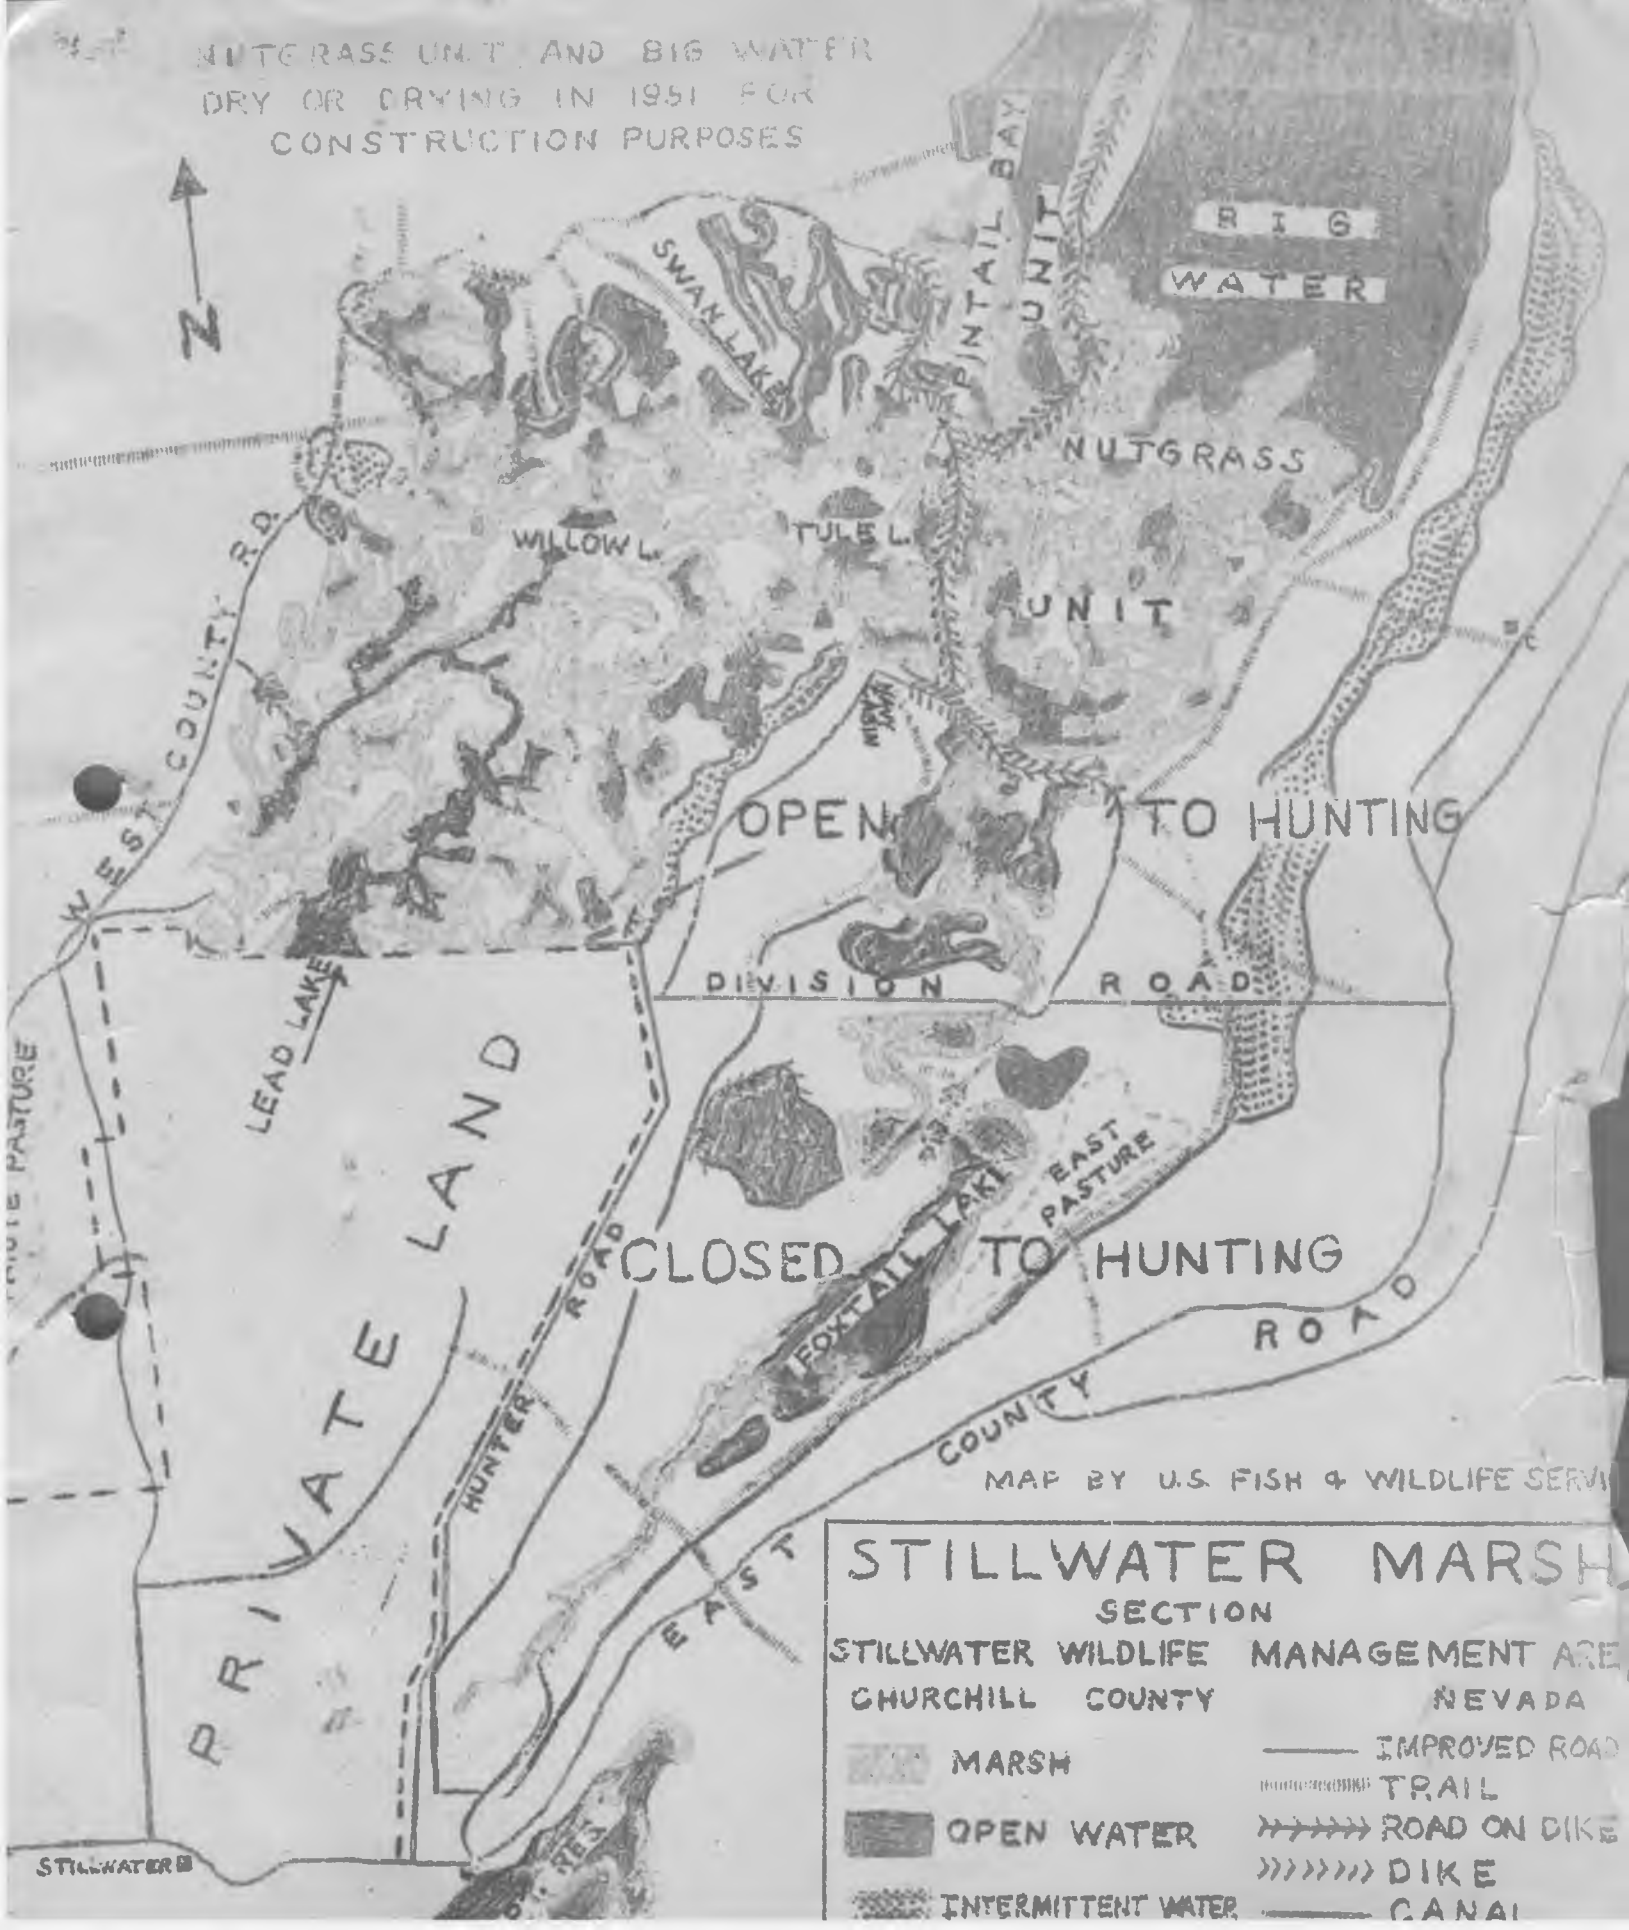 NUTGRASS UNIT AND BIG WATER
DRY OR DRYING IN 1951 FOR
CONSTRUCTION PURPOSES
N
PINTAIL BAY
UNIT
BIG
WATER
SWAN LAKE
NUTGRASS
UNIT
WILLOW L.
TULE L.
WEST COUNTY RD.
CABIN
OPEN TO HUNTING
DIVISION ROAD
LEAD LAKE
PASTURE
PRIVATE LAND
HUNTER ROAD
EAST
PASTURE
FOXTAIL LAKE
CLOSED TO HUNTING
EAST COUNTY ROAD
STILLWATER
RES
MAP BY U.S. FISH & WILDLIFE SERVI
STILLWATER MARSH
SECTION
STILLWATER WILDLIFE MANAGEMENT ARE
CHURCHILL COUNTY NEVADA
MARSH
OPEN WATER
INTERMITTENT WATER
IMPROVED ROAD
TRAIL
ROAD ON DIKE
DIKE
CANAL